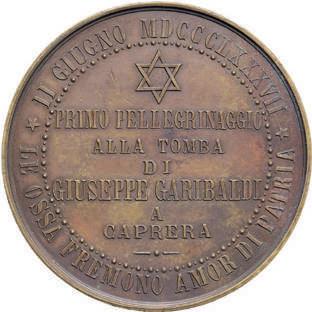 II GIUGNO MDCCCLXXXVII
PRIMO PELLEGRINAGGIO
ALLA TOMBA
DI
GIUSEPPE GARIBALDI
A
CAPRERA
LE OSSA FREMONO AMOR DI PATRIA